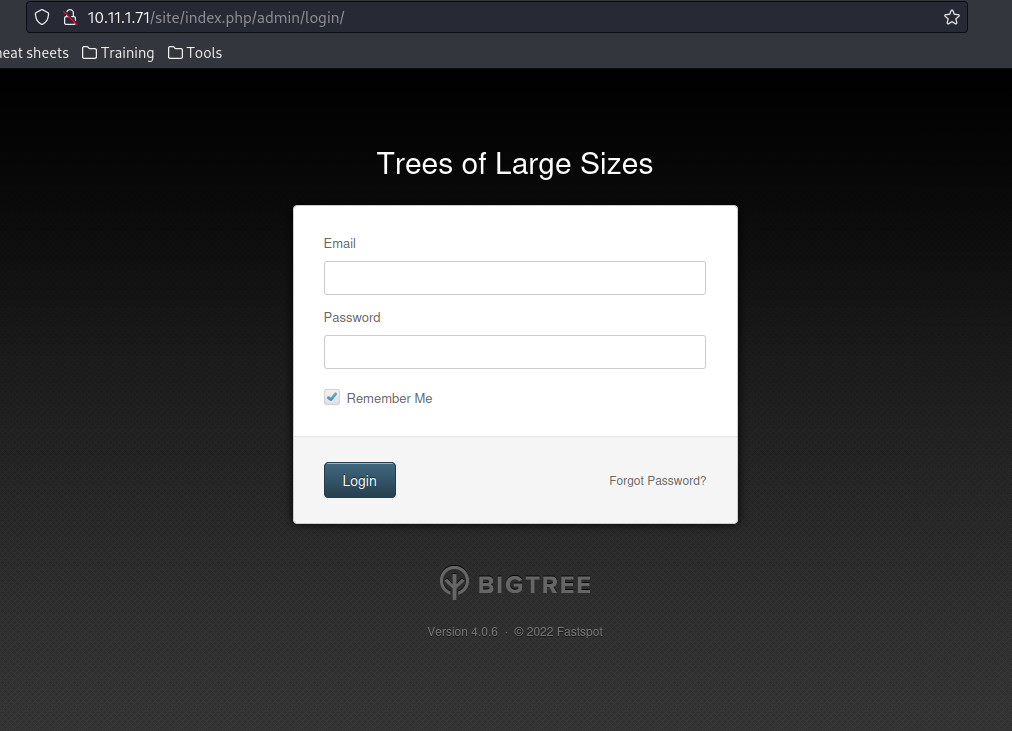 10.11.1.71/site/index.php/admin/login/
eat sheets Training Tools
Trees of Large Sizes
Email
Password
Remember Me
Login Forgot Password?
BIGTREE
Version 4.0.6 · © 2022 Fastspot